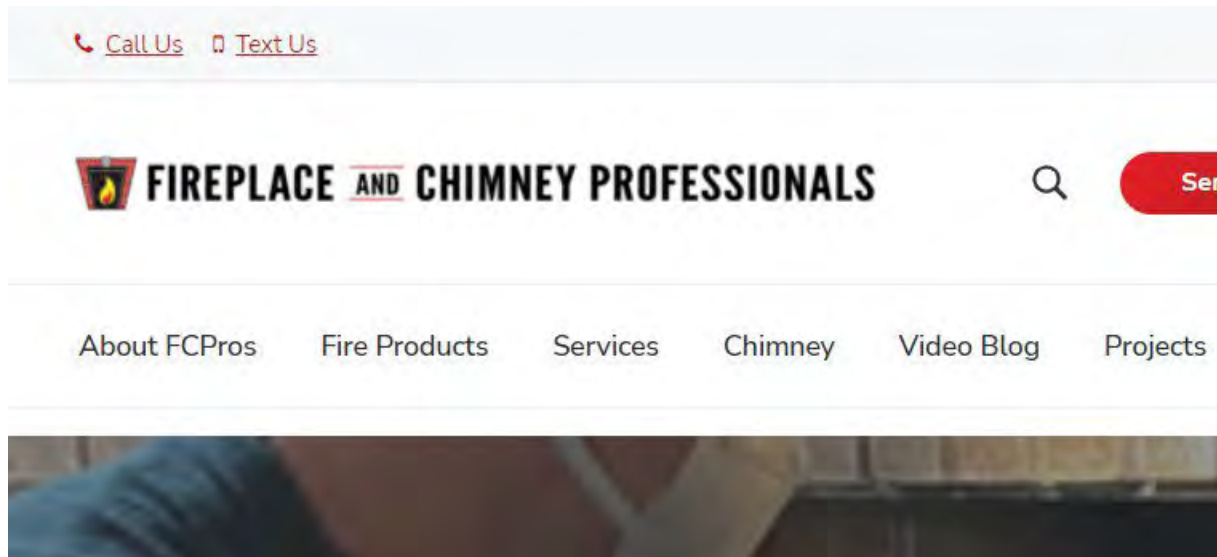 Call Us Text Us
FIREPLACE AND CHIMNEY PROFESSIONALS
About FCPros Fire Products Services Chimney Video Blog Projects